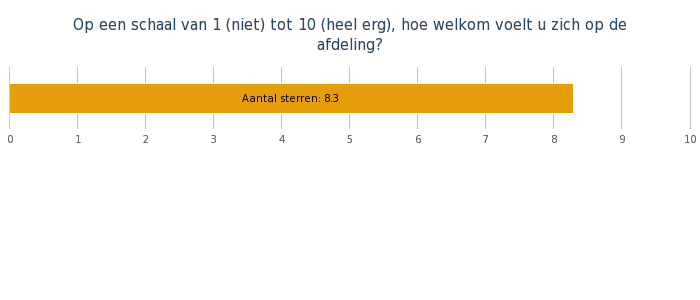 Op een schaal van 1 (niet) tot 10 (heel erg), hoe welkom voelt u zich op de
afdeling?
Aantal sterren: 8.3
0 1 2 3 4 5 6 7 8 9 10